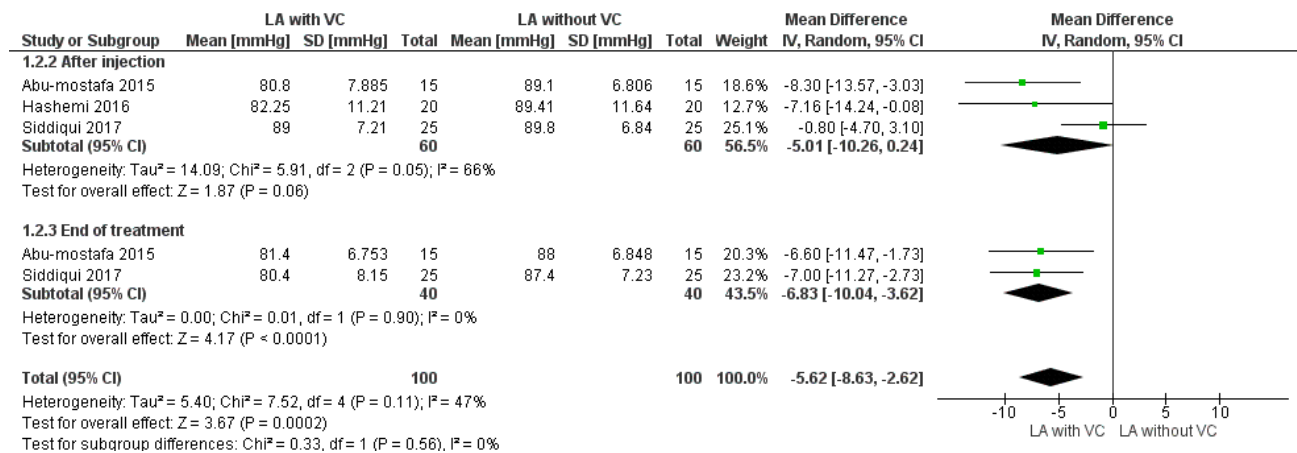 LA with VC LA without VC Mean Difference Mean Difference
Study or Subgroup Mean [mmHg] SD [mmHg] Total Mean [mmHg] SD [mmHg] Total Weight IV, Random, 95% CI IV, Random, 95% CI
1.2.2 After injection
Abu-mostafa 2015 80.8 7.885 15 89.1 6.806 15 18.6% -8.30 [-13.57, -3.03]
Hashemi 2016 82.25 11.21 20 89.41 11.64 20 12.7% -7.16 [-14.24, -0.08]
Siddiqui 2017 89 7.21 25 89.8 6.84 25 25.1% -0.80 [-4.70, 3.10]
Subtotal (95% CI) 60 60 56.5% -5.01 [-10.26, 0.24]
Heterogeneity: Tau² = 14.09; Chi² = 5.91, df = 2 (P = 0.05); I² = 66%
Test for overall effect: Z = 1.87 (P = 0.06)
1.2.3 End of treatment
Abu-mostafa 2015 81.4 6.753 15 88 6.848 15 20.3% -6.60 [-11.47, -1.73]
Siddiqui 2017 80.4 8.15 25 87.4 7.23 25 23.2% -7.00 [-11.27, -2.73]
Subtotal (95% CI) 40 40 43.5% -6.83 [-10.04, -3.62]
Heterogeneity: Tau² = 0.00; Chi² = 0.01, df = 1 (P = 0.90); I² = 0%
Test for overall effect: Z = 4.17 (P < 0.0001)
Total (95% CI) 100 100 100.0% -5.62 [-8.63, -2.62]
Heterogeneity: Tau² = 5.40; Chi² = 7.52, df = 4 (P = 0.11); I² = 47%
Test for overall effect: Z = 3.67 (P = 0.0002)
Test for subgroup differences: Chi² = 0.33, df = 1 (P = 0.56), I² = 0%
-10 -5 0 5 10
LA with VC LA without VC